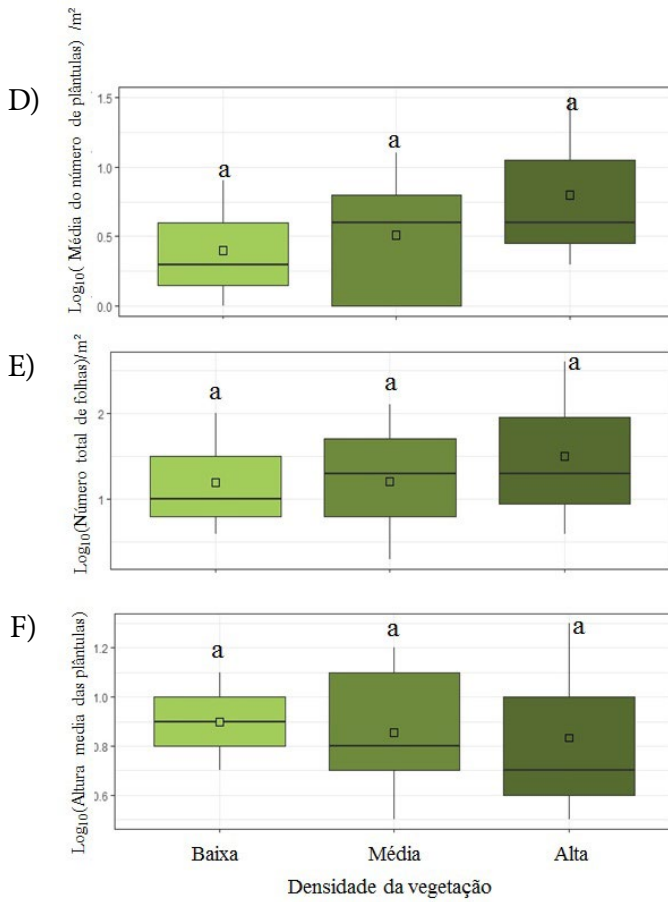 D)
Log₁₀( Média do número de plântulas) /m²
1.5
1.0
0.5
0.0
a
a
a
E)
Log₁₀(Número total de folhas)/m²
2
1
a
a
a
F)
Log₁₀(Altura media das plântulas)
1.2
1.0
0.8
0.6
a
a
a
Baixa Média Alta
Densidade da vegetação